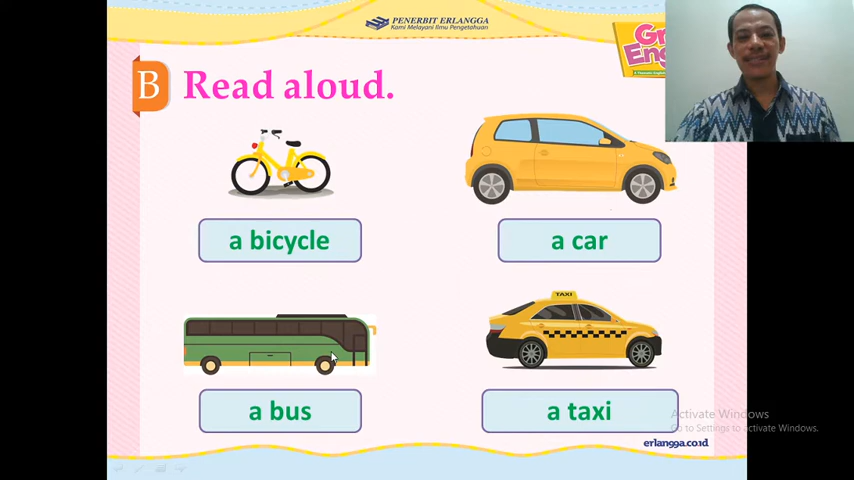 PENERBIT ERLANGGA
Kami Melayani Ilmu Pengetahuan
B Read aloud.
a bicycle
a car
TAXI
a bus
a taxi
Activate Windows
Go to Settings to activate Windows.
erlangga.co.id